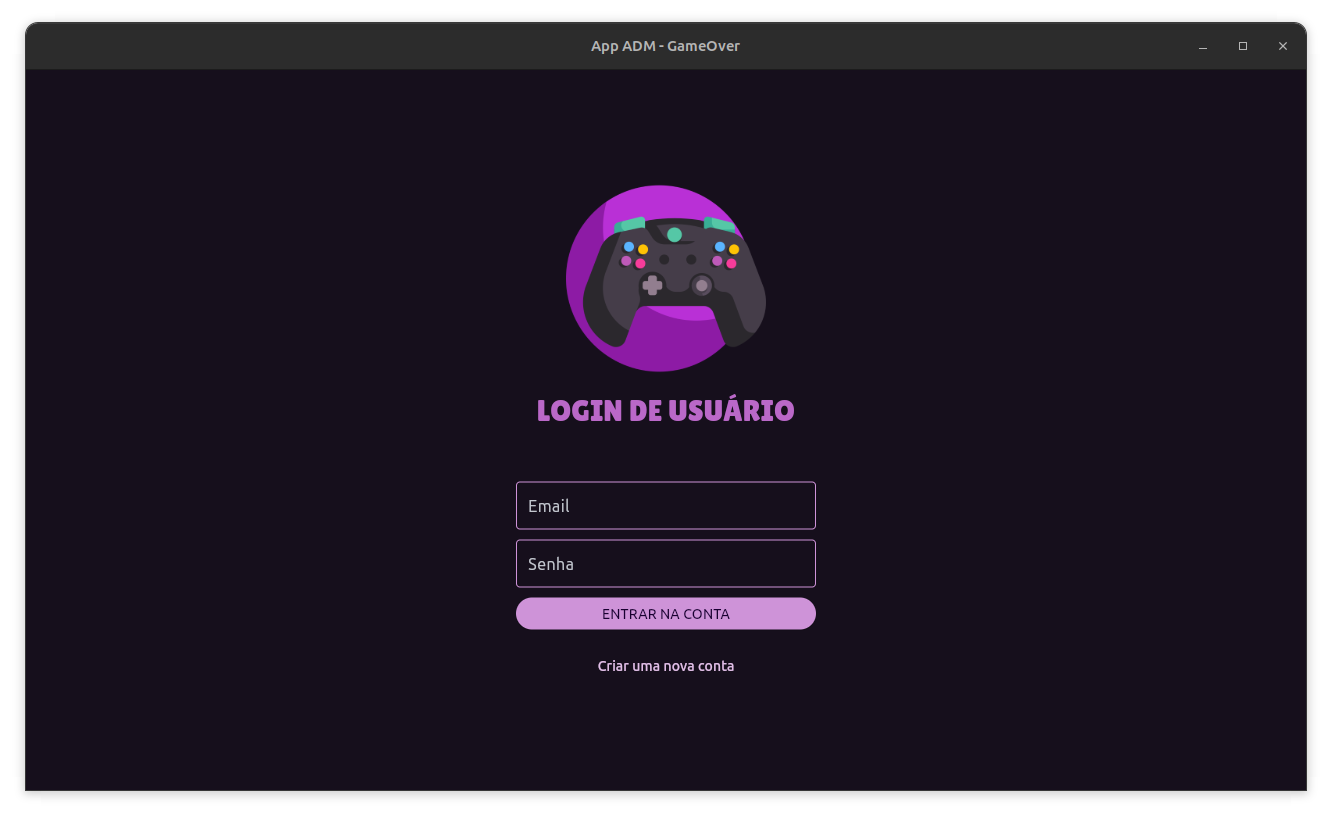 App ADM - GameOver
LOGIN DE USUÁRIO
Email
Senha
ENTRAR NA CONTA
Criar uma nova conta